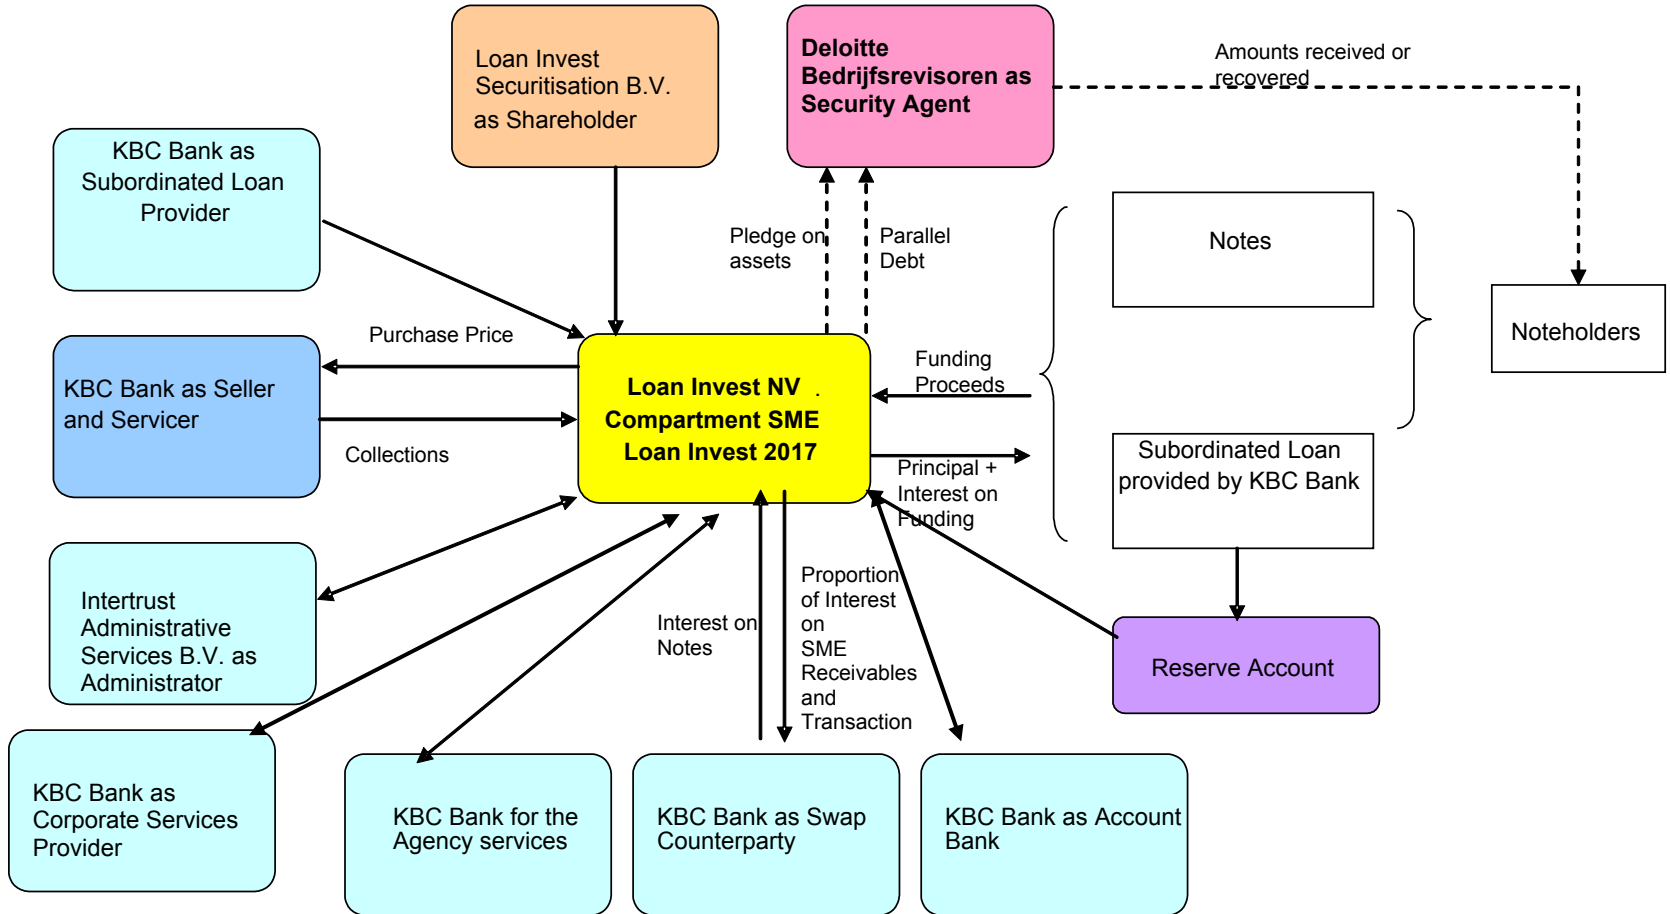 Loan Invest
Securitisation B.V.
as Shareholder
Deloitte
Bedrijfsrevisoren as
Security Agent
Amounts received or
recovered
KBC Bank as
Subordinated Loan
Provider
Pledge on
assets
Parallel
Debt
Notes
Noteholders
Purchase Price
KBC Bank as Seller
and Servicer
Collections
Loan Invest NV .
Compartment SME
Loan Invest 2017
Funding
Proceeds
Principal +
Interest on
Funding
Subordinated Loan
provided by KBC Bank
Intertrust
Administrative
Services B.V. as
Administrator
Interest on
Notes
Proportion
of Interest
on
SME
Receivables
and
Transaction
Reserve Account
KBC Bank as
Corporate Services
Provider
KBC Bank for the
Agency services
KBC Bank as Swap
Counterparty
KBC Bank as Account
Bank